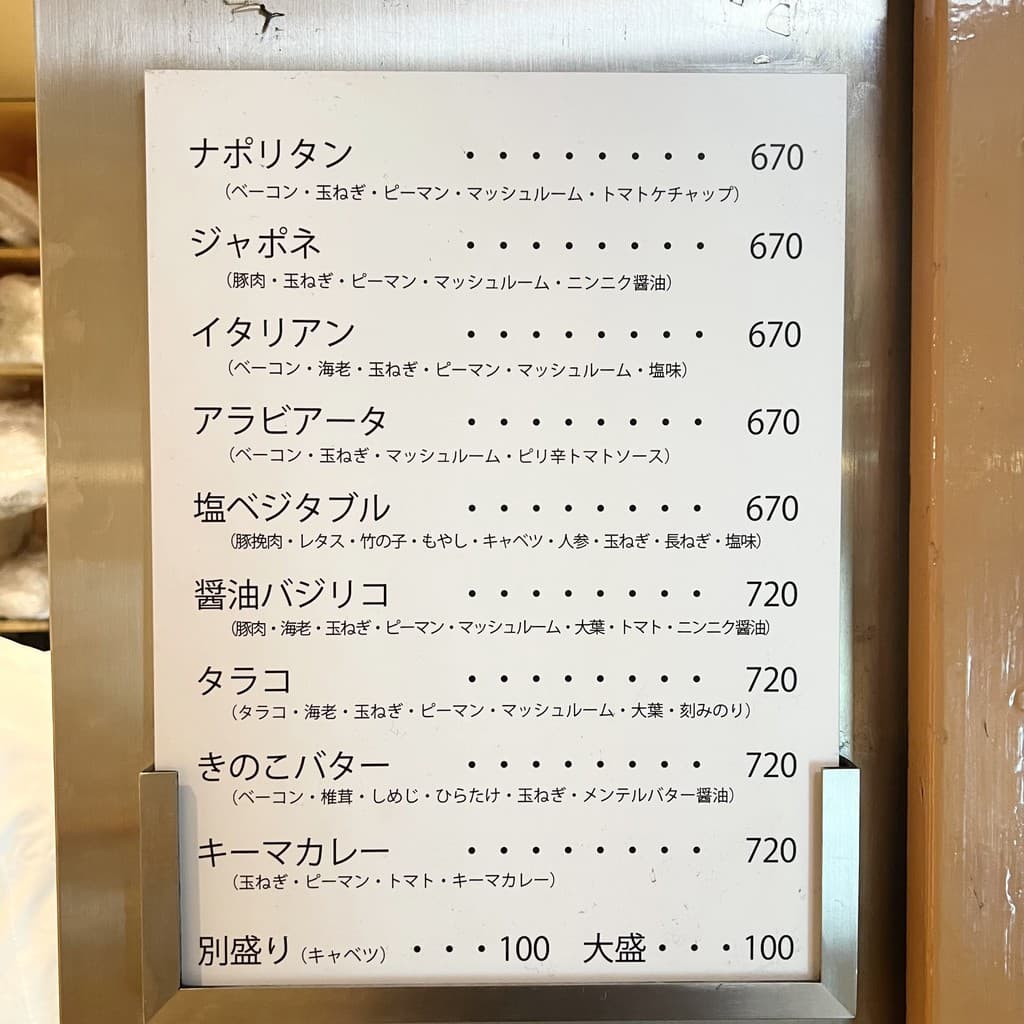 ナポリタン ・・・・・・・・ 670
（ベーコン・玉ねぎ・ピーマン・マッシュルーム・トマトケチャップ）
ジャポネ ・・・・・・・・ 670
（豚肉・玉ねぎ・ピーマン・マッシュルーム・ニンニク醤油）
イタリアン ・・・・・・・・ 670
（ベーコン・海老・玉ねぎ・ピーマン・マッシュルーム・塩味）
アラビアータ ・・・・・・・・ 670
（ベーコン・玉ねぎ・マッシュルーム・ピリ辛トマトソース）
塩ベジタブル ・・・・・・・・ 670
（豚挽肉・レタス・竹の子・もやし・キャベツ・人参・玉ねぎ・長ねぎ・塩味）
醤油バジリコ ・・・・・・・・ 720
（豚肉・海老・玉ねぎ・ピーマン・マッシュルーム・大葉・トマト・ニンニク醤油）
タラコ ・・・・・・・・ 720
（タラコ・海老・玉ねぎ・ピーマン・マッシュルーム・大葉・刻みのり）
きのこバター ・・・・・・・・ 720
（ベーコン・椎茸・しめじ・ひらたけ・玉ねぎ・メンテルバター醤油）
キーマカレー ・・・・・・・・ 720
（玉ねぎ・ピーマン・トマト・キーマカレー）
別盛り（キャベツ） ・・・100 大盛・・・100